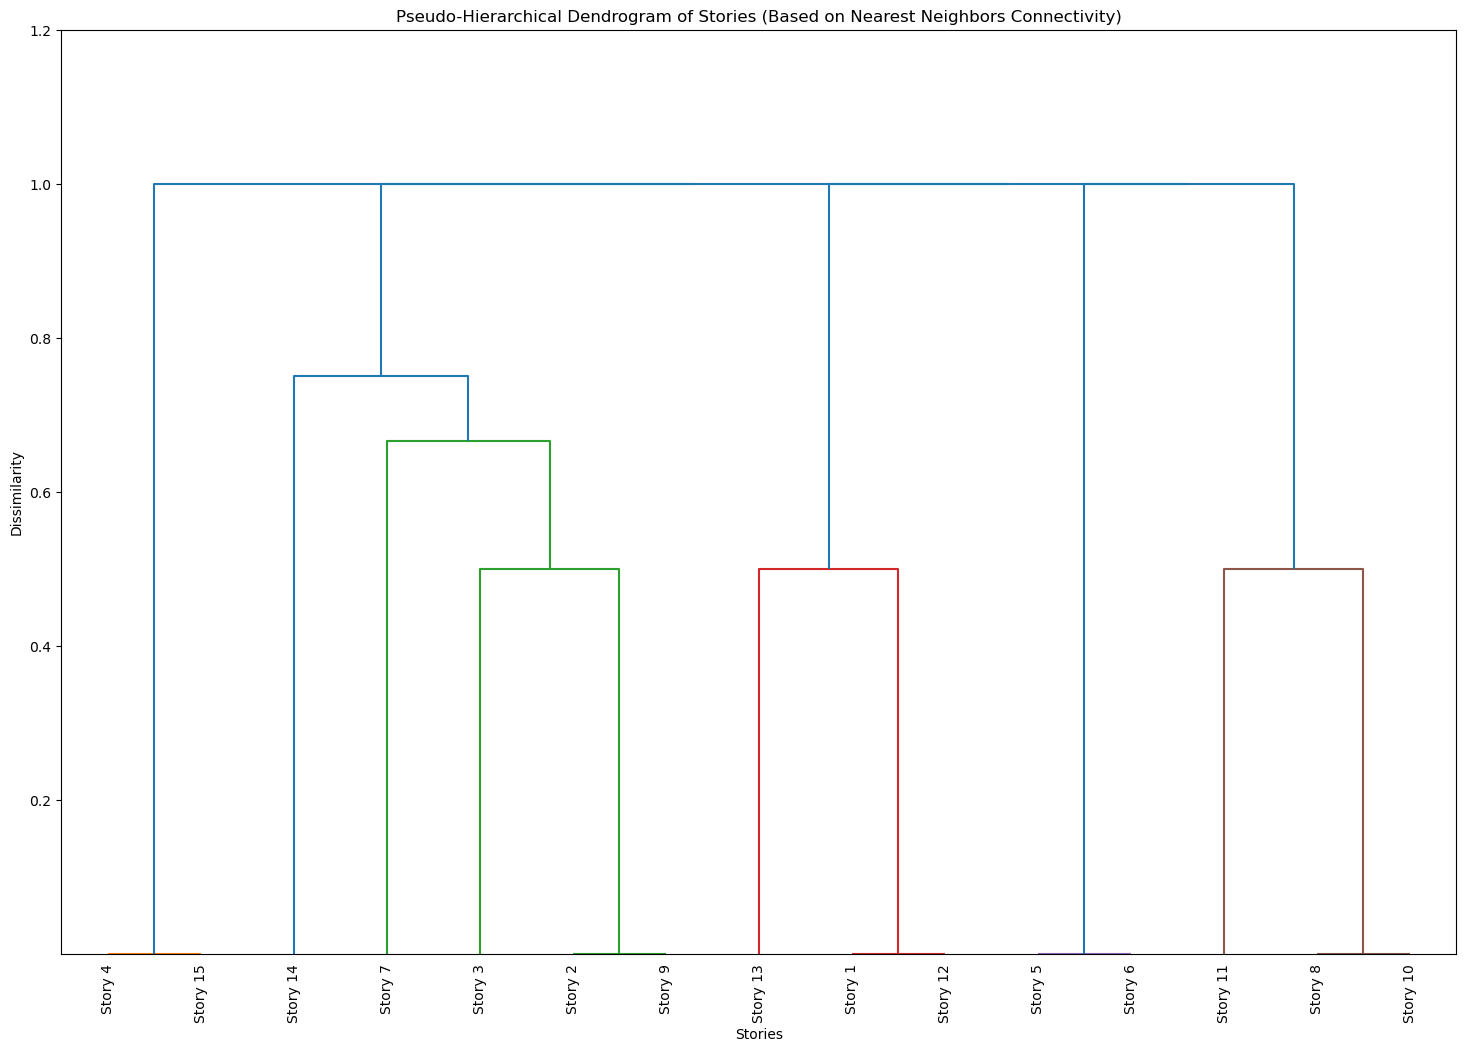 Pseudo-Hierarchical Dendrogram of Stories (Based on Nearest Neighbors Connectivity)
1.2
1.0
0.8
0.6
0.4
0.2
Dissimilarity
Story 4
Story 15
Story 14
Story 7
Story 3
Story 2
Story 9
Story 13
Story 1
Story 12
Story 5
Story 6
Story 11
Story 8
Story 10
Stories